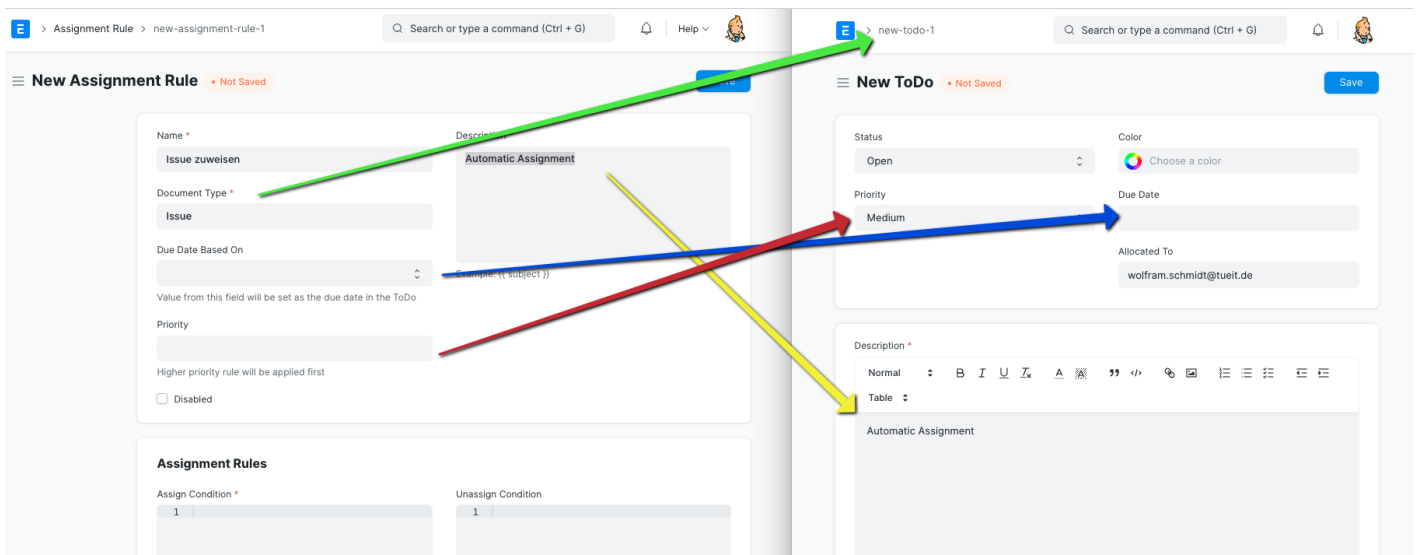 E > Assignment Rule > new-assignment-rule-1
Search or type a command (Ctrl + G)
Help
New Assignment Rule • Not Saved
Name *
Issue zuweisen
Document Type *
Issue
Due Date Based On
Value from this field will be set as the due date in the ToDo
Priority
Higher priority rule will be applied first
Disabled
Description
Automatic Assignment
Example: {{ subject }}
Assignment Rules
Assign Condition *
1
Unassign Condition
1
E > new-todo-1
Search or type a command (Ctrl + G)
New ToDo • Not Saved
Save
Status
Open
Priority
Medium
Color
Choose a color
Due Date
Allocated To
wolfram.schmidt@tueit.de
Description *
Normal B I U Tx A A " </>
Table
Automatic Assignment